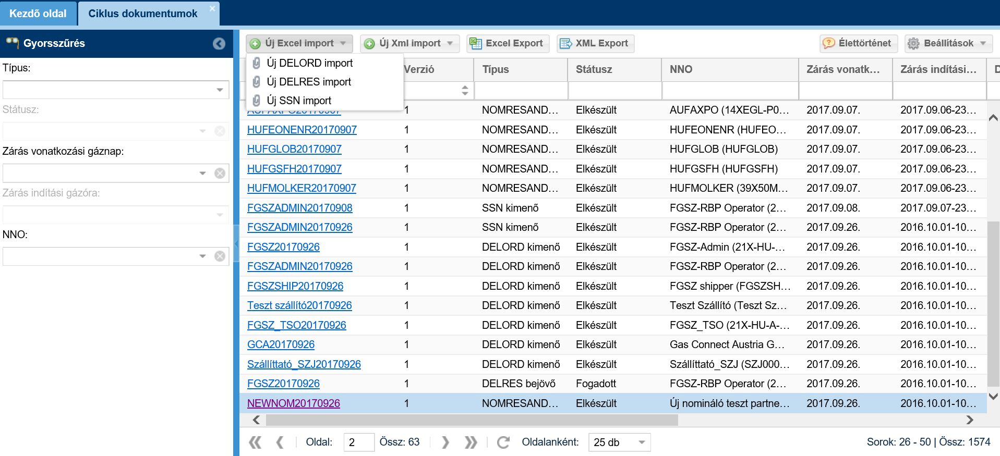 Kezdő oldal
Ciklus dokumentumok
Gyorsszűrés
Típus:
Státusz:
Zárás vonatkozási gáznap:
Zárás indítási gázóra:
NNO:
Új Excel import
Új Xml import
Excel Export
XML Export
Élettörténet
Beállítások
Új DELORD import
Új DELRES import
Új SSN import
Verzió Típus Státusz NNO Zárás vonatk... Zárás indítási...
AUFAXPO20170907 1 NOMRESAND... Elkészült AUFAXPO (14XEGL-P0... 2017.09.07. 2017.09.06-23...
HUFEONENR20170907 1 NOMRESAND... Elkészült HUFEONENR (HUFEO... 2017.09.07. 2017.09.06-23...
HUFGLOB20170907 1 NOMRESAND... Elkészült HUFGLOB (HUFGLOB) 2017.09.07. 2017.09.06-23...
HUFGSFH20170907 1 NOMRESAND... Elkészült HUFGSFH (HUFGSFH) 2017.09.07. 2017.09.06-23...
HUFMOLKER20170907 1 NOMRESAND... Elkészült HUFMOLKER (39X50M... 2017.09.07. 2017.09.06-23...
FGSZADMIN20170908 1 SSN kimenő Elkészült FGSZ-RBP Operator (2... 2017.09.08. 2017.09.07-23...
FGSZADMIN20170926 1 SSN kimenő Elkészült FGSZ-RBP Operator (2... 2017.09.26. 2016.10.01-10...
FGSZ20170926 1 DELORD kimenő Elkészült FGSZ-Admin (21X-HU-... 2017.09.26. 2016.10.01-10...
FGSZADMIN20170926 1 DELORD kimenő Elkészült FGSZ-RBP Operator (2... 2017.09.26. 2016.10.01-10...
FGSZSHIP20170926 1 DELORD kimenő Elkészült FGSZ shipper (FGSZSH... 2017.09.26. 2016.10.01-10...
Teszt szállító20170926 1 DELORD kimenő Elkészült Teszt Szállító (Teszt Sz... 2017.09.26. 2016.10.01-10...
FGSZ_TSO20170926 1 DELORD kimenő Elkészült FGSZ_TSO (21X-HU-A-... 2017.09.26. 2016.10.01-10...
GCA20170926 1 DELORD kimenő Elkészült Gas Connect Austria G... 2017.09.26. 2016.10.01-10...
Szállíttató_SZJ20170926 1 DELORD kimenő Elkészült Szállíttató_SZJ (SZJ000... 2017.09.26. 2016.10.01-10...
FGSZ20170926 1 DELRES bejövő Fogadott FGSZ-RBP Operator (2... 2017.09.26. 2016.10.01-10...
NEWNOM20170926 1 NOMRESAND... Elkészült Új nomináló teszt partne... 2017.09.26. 2016.10.01-10...
Oldal: 2 Össz: 63 Oldalanként: 25 db Sorok: 26 - 50 | Össz: 1574